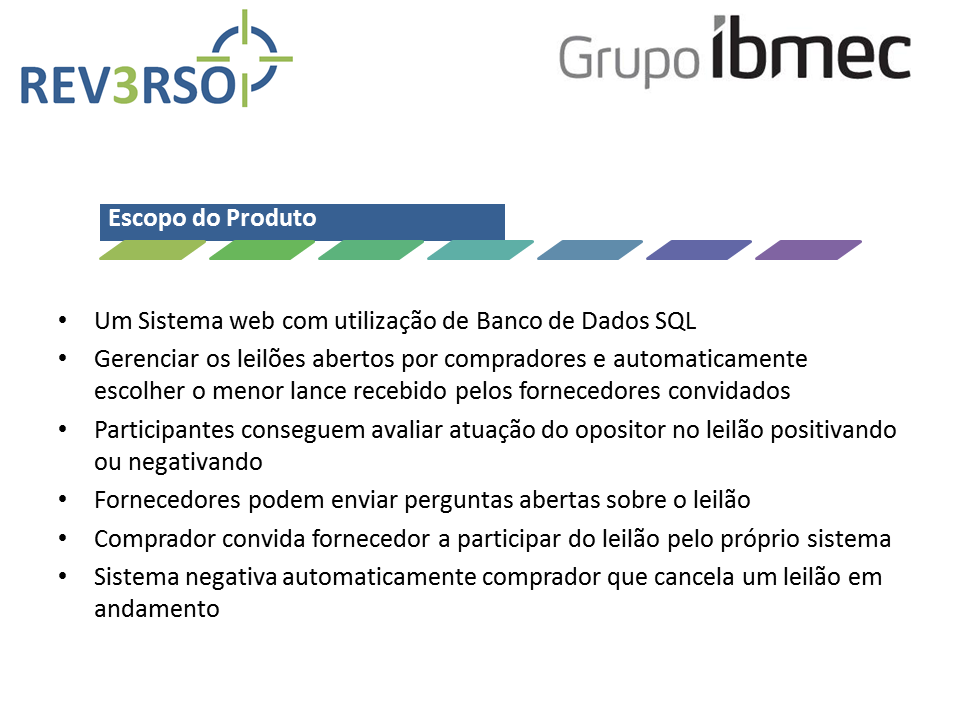 REV3RSO
Grupo ibmec
Escopo do Produto
• Um Sistema web com utilização de Banco de Dados SQL
• Gerenciar os leilões abertos por compradores e automaticamente
escolher o menor lance recebido pelos fornecedores convidados
• Participantes conseguem avaliar atuação do opositor no leilão positivando
ou negativando
• Fornecedores podem enviar perguntas abertas sobre o leilão
• Comprador convida fornecedor a participar do leilão pelo próprio sistema
• Sistema negativa automaticamente comprador que cancela um leilão em
andamento